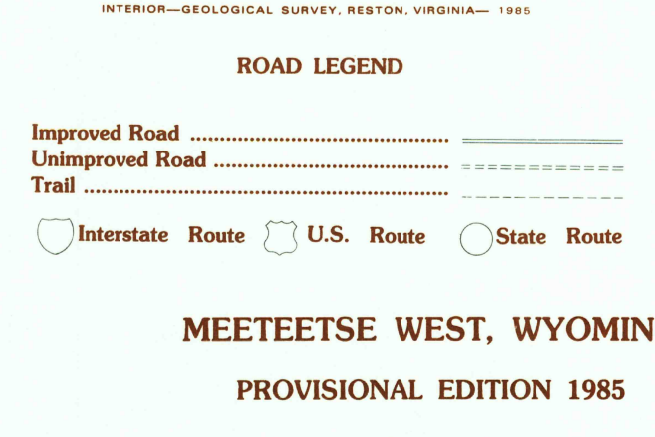 INTERIOR—GEOLOGICAL SURVEY, RESTON, VIRGINIA— 1985
ROAD LEGEND
Improved Road
Unimproved Road
Trail
Interstate Route U.S. Route State Route
MEETEETSE WEST, WYOMIN
PROVISIONAL EDITION 1985